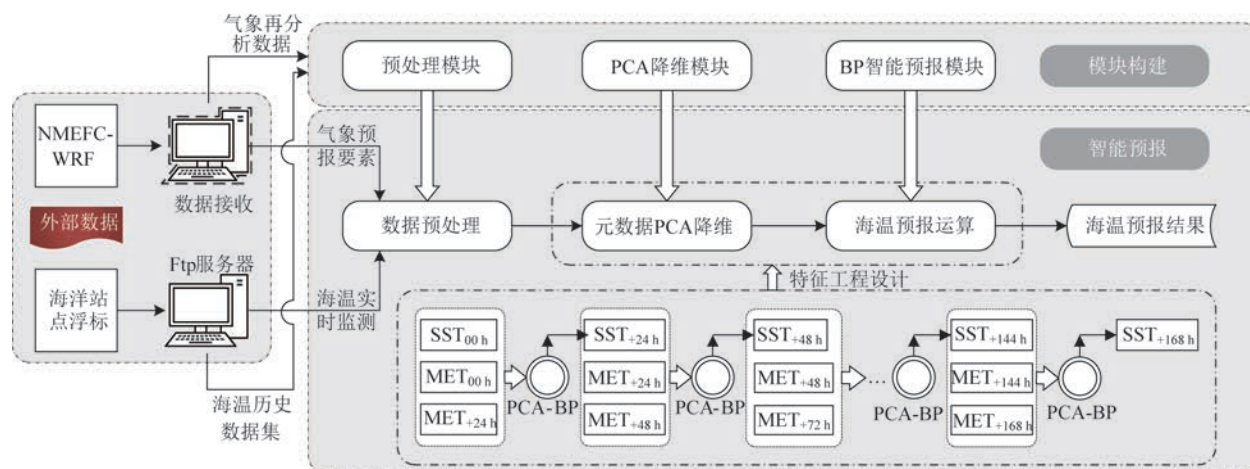 气象再分
析数据
预处理模块
PCA降维模块
BP智能预报模块
模块构建
NMEFC-
WRF
数据接收
气象预
报要素
智能预报
外部数据
数据预处理
元数据PCA降维
海温预报运算
海温预报结果
Ftp服务器
海洋站
点浮标
海温实
时监测
特征工程设计
SST00 h
MET00 h
MET+24 h
PCA-BP
SST+24 h
MET+24 h
MET+48 h
PCA-BP
SST+48 h
MET+48 h
MET+72 h
…
PCA-BP
SST+144 h
MET+144 h
MET+168 h
PCA-BP
SST+168 h
海温历史
数据集